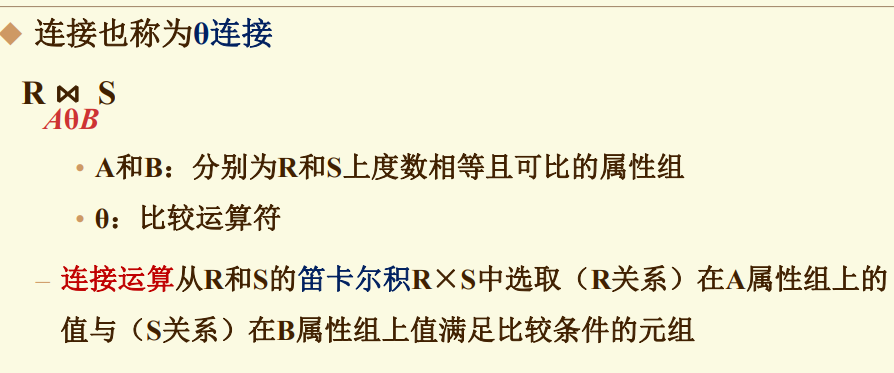 ◆ 连接也称为θ连接
R ⋈ S
AθB
• A和B：分别为R和S上度数相等且可比的属性组
• θ：比较运算符
– 连接运算从R和S的笛卡尔积R×S中选取（R关系）在A属性组上的
值与（S关系）在B属性组上值满足比较条件的元组